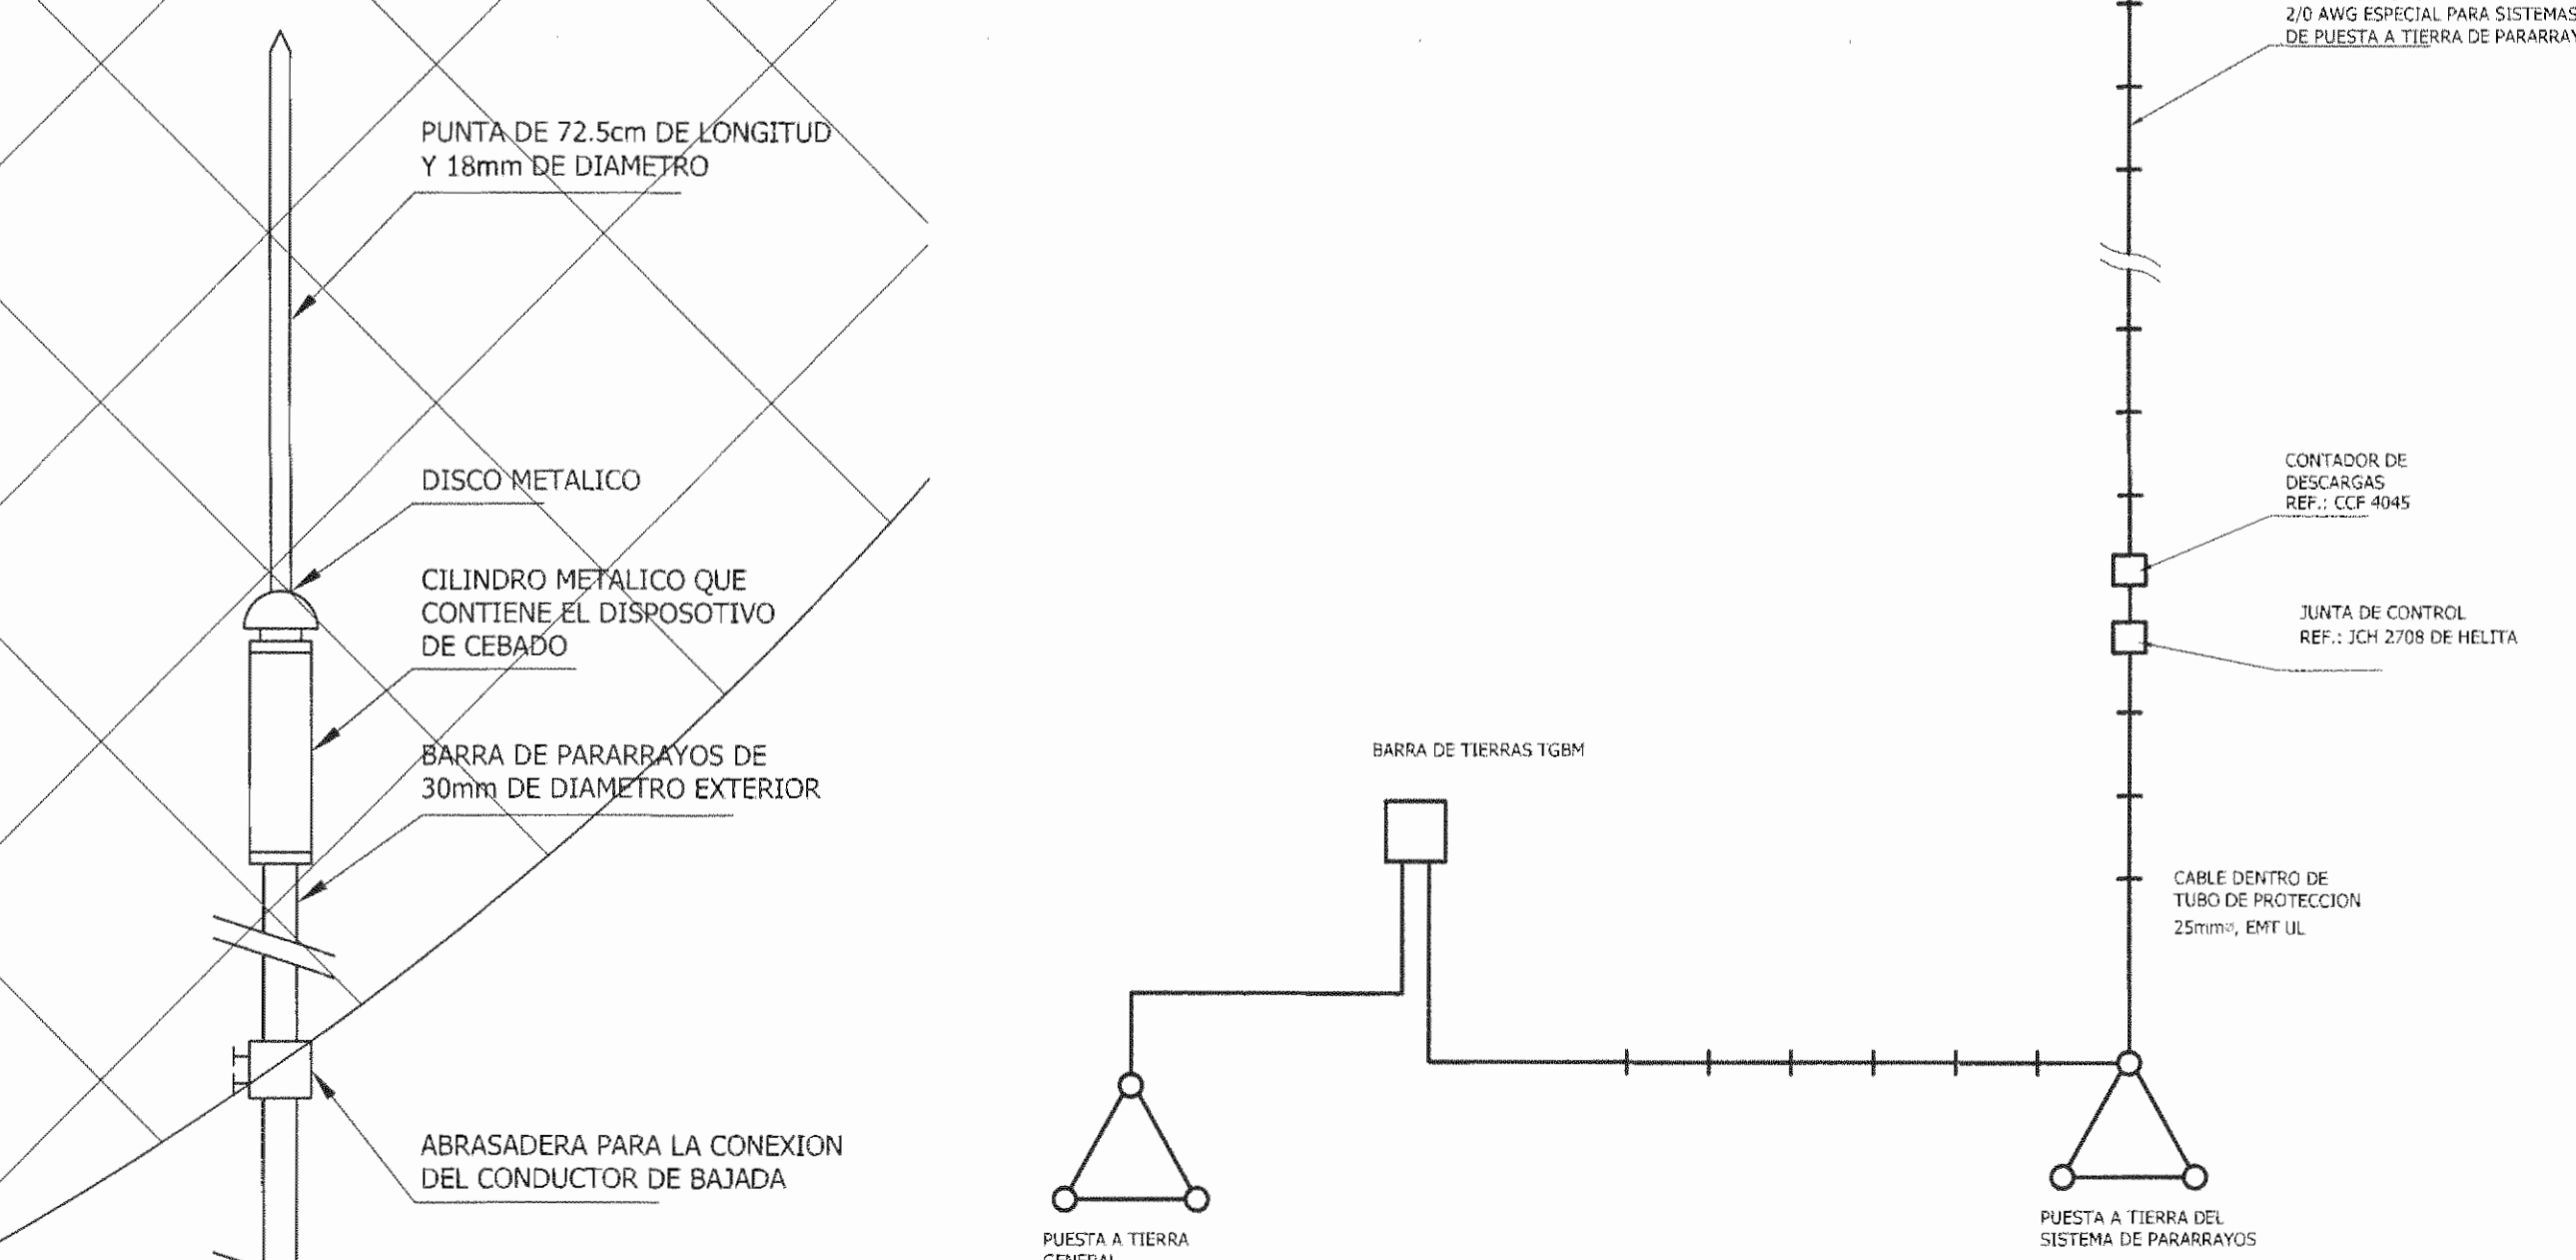 PUNTA DE 72.5cm DE LONGITUD
Y 18mm DE DIAMETRO
DISCO METALICO
CILINDRO METALICO QUE
CONTIENE EL DISPOSOTIVO
DE CEBADO
BARRA DE PARARRAYOS DE
30mm DE DIAMETRO EXTERIOR
ABRASADERA PARA LA CONEXION
DEL CONDUCTOR DE BAJADA
BARRA DE TIERRAS TGBM
PUESTA A TIERRA
GENERAL
2/0 AWG ESPECIAL PARA SISTEMAS
DE PUESTA A TIERRA DE PARARRAY
CONTADOR DE
DESCARGAS
REF.: CCF 4045
JUNTA DE CONTROL
REF.: JCH 2708 DE HELITA
CABLE DENTRO DE
TUBO DE PROTECCION
25mmø, EMT UL
PUESTA A TIERRA DEL
SISTEMA DE PARARRAYOS